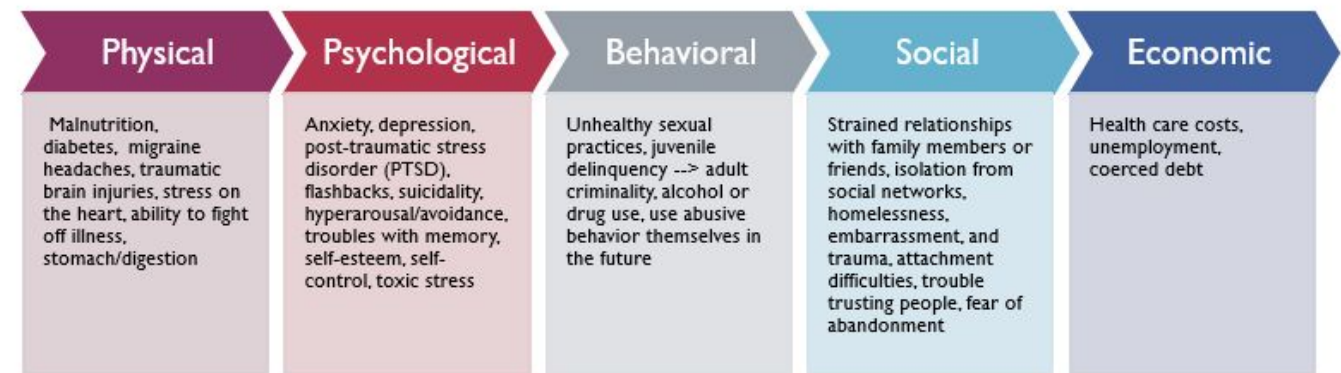 Physical
Malnutrition,
diabetes, migraine
headaches, traumatic
brain injuries, stress on
the heart, ability to fight
off illness,
stomach/digestion
Psychological
Anxiety, depression,
post-traumatic stress
disorder (PTSD),
flashbacks, suicidality,
hyperarousal/avoidance,
troubles with memory,
self-esteem, self-
control, toxic stress
Behavioral
Unhealthy sexual
practices, juvenile
delinquency --> adult
criminality, alcohol or
drug use, use abusive
behavior themselves in
the future
Social
Strained relationships
with family members or
friends, isolation from
social networks,
homelessness,
embarrassment, and
trauma, attachment
difficulties, trouble
trusting people, fear of
abandonment
Economic
Health care costs,
unemployment,
coerced debt